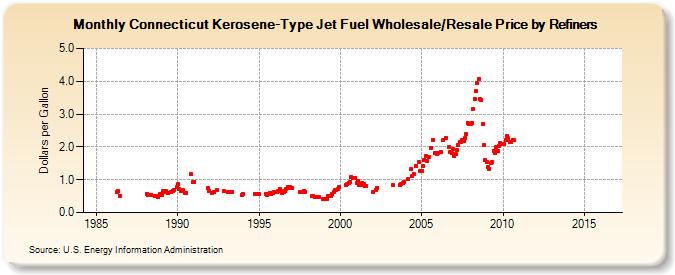 Monthly Connecticut Kerosene-Type Jet Fuel Wholesale/Resale Price by Refiners
Dollars per Gallon
5.0
4.0
3.0
2.0
1.0
0.0
1985 1990 1995 2000 2005 2010 2015
Source: U.S. Energy Information Administration